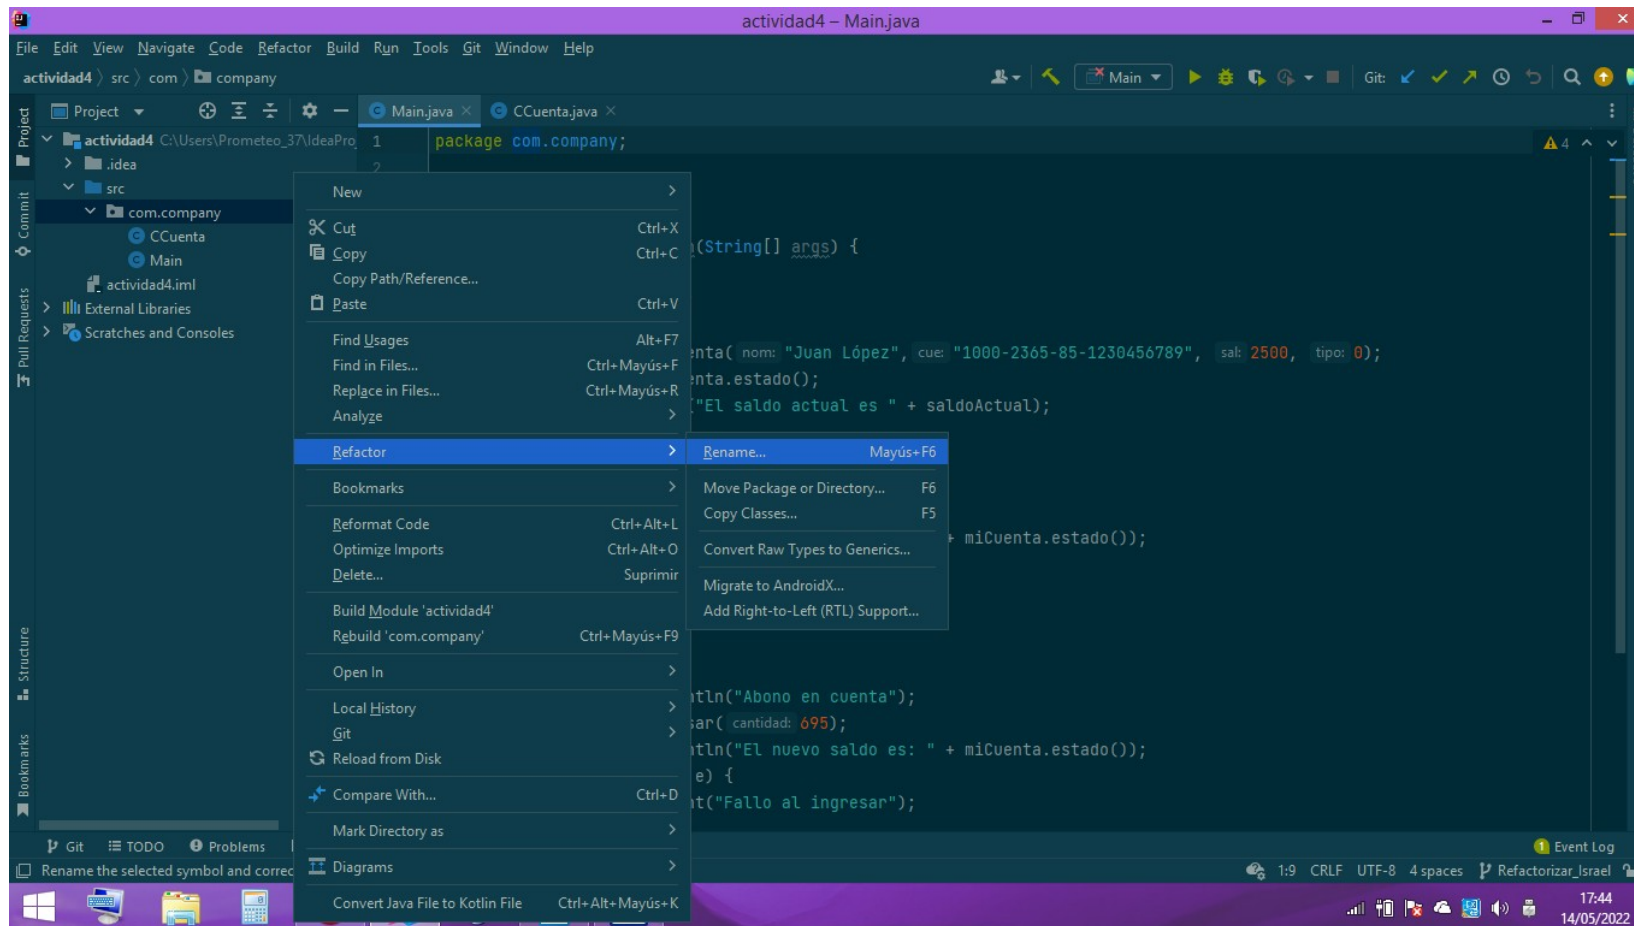 actividad4 – Main.java
File Edit View Navigate Code Refactor Build Run Tools Git Window Help
actividad4 src com company
Main
Git:
Project
Main.java
CCuenta.java
Project
Commit
Pull Requests
Structure
Bookmarks
actividad4 C:\Users\Prometeo_37\IdeaPro
.idea
src
com.company
CCuenta
Main
actividad4.iml
External Libraries
Scratches and Consoles
1 package com.company;
4
2
(String[] args) {
enta( nom: "Juan López", cue: "1000-2365-85-1230456789", sal: 2500, tipo: 0);
enta.estado();
("El saldo actual es " + saldoActual);
+ miCuenta.estado());
ntln("Abono en cuenta");
sar( cantidad: 695);
ntln("El nuevo saldo es: " + miCuenta.estado());
e) {
nt("Fallo al ingresar");
New
Cut Ctrl+X
Copy Ctrl+C
Copy Path/Reference...
Paste Ctrl+V
Find Usages Alt+F7
Find in Files... Ctrl+Mayús+F
Replace in Files... Ctrl+Mayús+R
Analyze
Refactor
Bookmarks
Reformat Code Ctrl+Alt+L
Optimize Imports Ctrl+Alt+O
Delete... Suprimir
Build Module 'actividad4'
Rebuild 'com.company' Ctrl+Mayús+F9
Open In
Local History
Git
Reload from Disk
Compare With... Ctrl+D
Mark Directory as
Diagrams
Convert Java File to Kotlin File Ctrl+Alt+Mayús+K
Rename... Mayús+F6
Move Package or Directory... F6
Copy Classes... F5
Convert Raw Types to Generics...
Migrate to AndroidX...
Add Right-to-Left (RTL) Support...
Git TODO Problems
1 Event Log
Rename the selected symbol and correc
1:9 CRLF UTF-8 4 spaces Refactorizar_Israel
17:44
14/05/2022